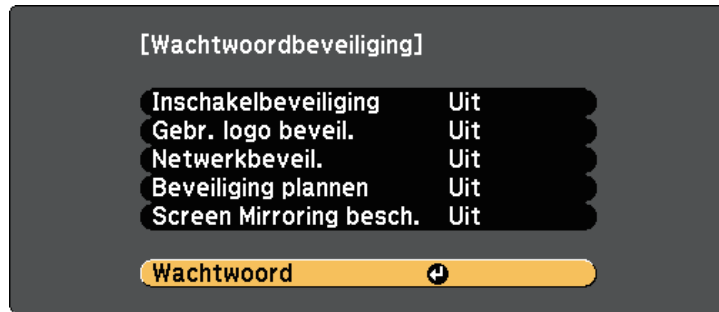 [Wachtwoordbeveiliging]
Inschakelbeveiliging Uit
Gebr. logo beveil. Uit
Netwerkbeveil. Uit
Beveiliging plannen Uit
Screen Mirroring besch. Uit
Wachtwoord